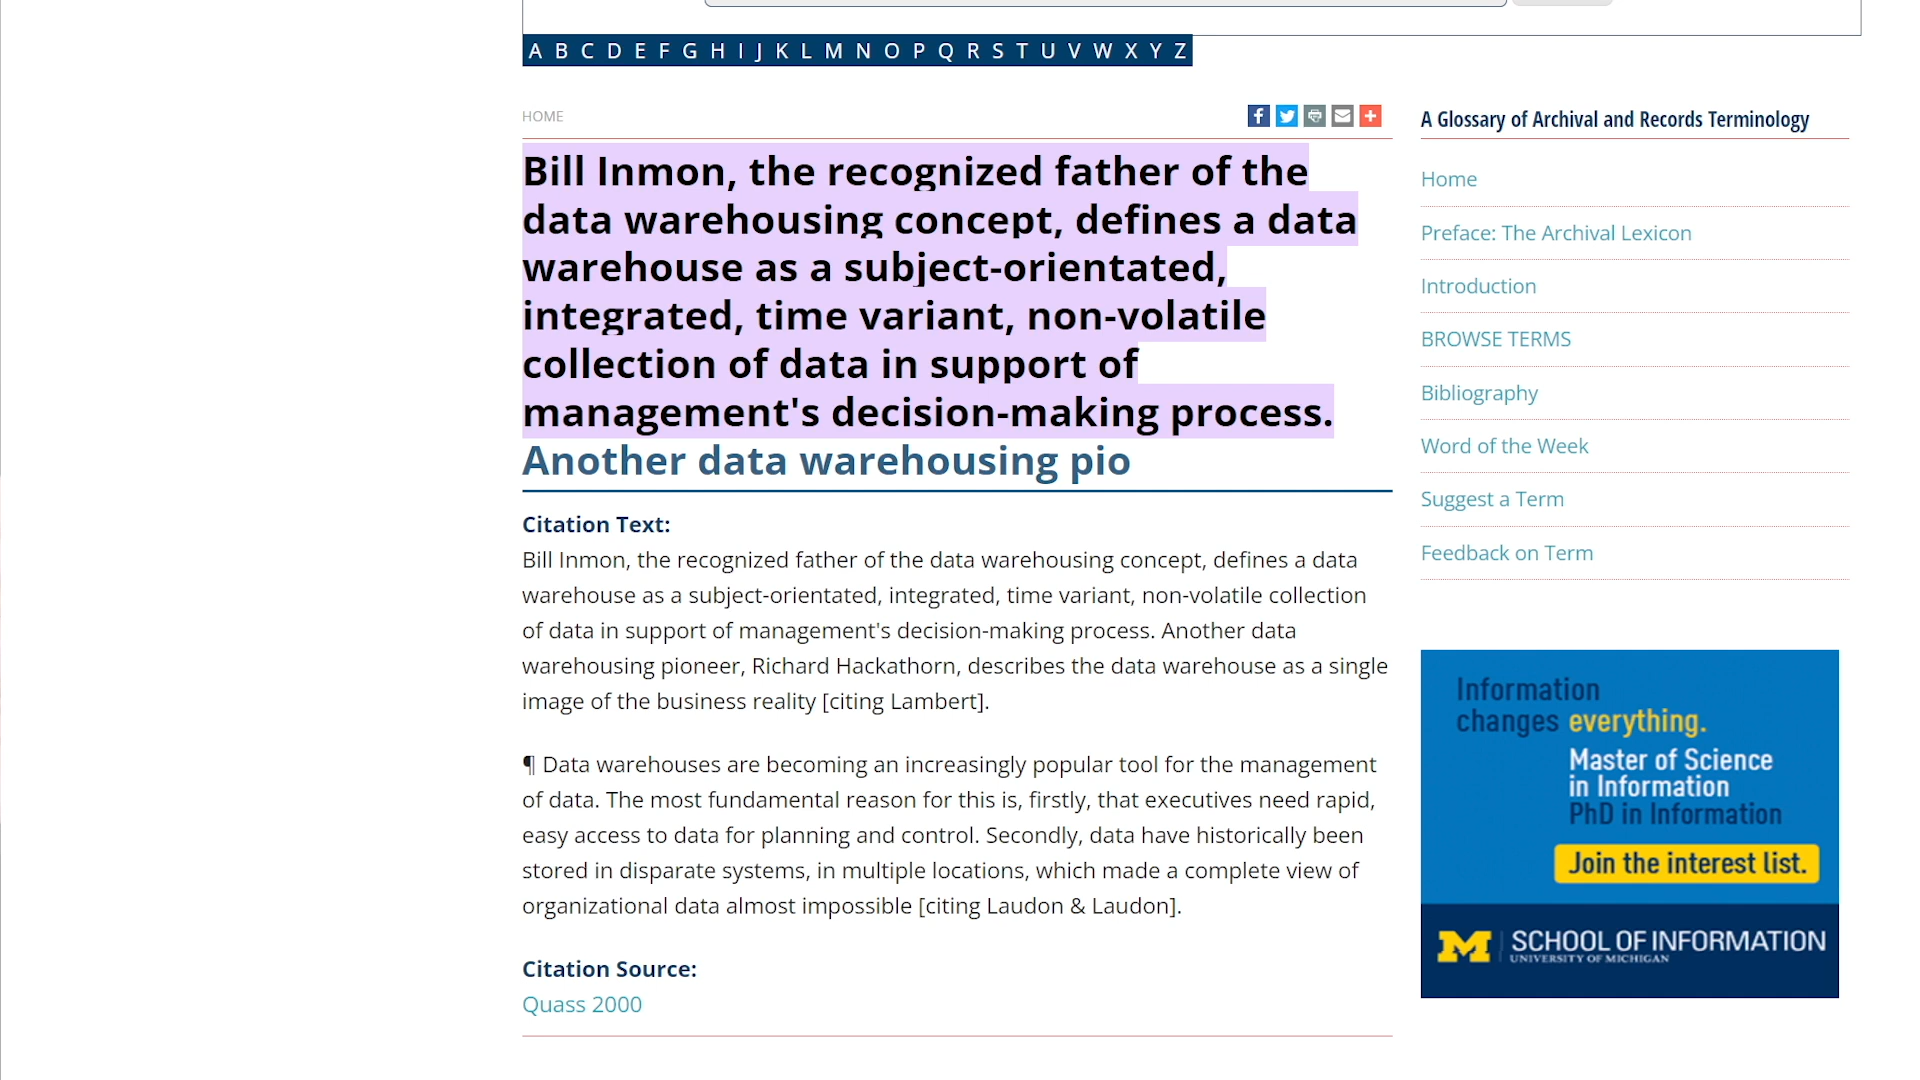 A B C D E F G H I J K L M N O P Q R S T U V W X Y Z
HOME
Bill Inmon, the recognized father of the
data warehousing concept, defines a data
warehouse as a subject-orientated,
integrated, time variant, non-volatile
collection of data in support of
management's decision-making process.
Another data warehousing pio
Citation Text:
Bill Inmon, the recognized father of the data warehousing concept, defines a data
warehouse as a subject-orientated, integrated, time variant, non-volatile collection
of data in support of management's decision-making process. Another data
warehousing pioneer, Richard Hackathorn, describes the data warehouse as a single
image of the business reality [citing Lambert].
¶ Data warehouses are becoming an increasingly popular tool for the management
of data. The most fundamental reason for this is, firstly, that executives need rapid,
easy access to data for planning and control. Secondly, data have historically been
stored in disparate systems, in multiple locations, which made a complete view of
organizational data almost impossible [citing Laudon & Laudon].
Citation Source:
Quass 2000
A Glossary of Archival and Records Terminology
Home
Preface: The Archival Lexicon
Introduction
BROWSE TERMS
Bibliography
Word of the Week
Suggest a Term
Feedback on Term
Information
changes everything.
Master of Science
in Information
PhD in Information
Join the interest list.
M SCHOOL OF INFORMATION
UNIVERSITY OF MICHIGAN